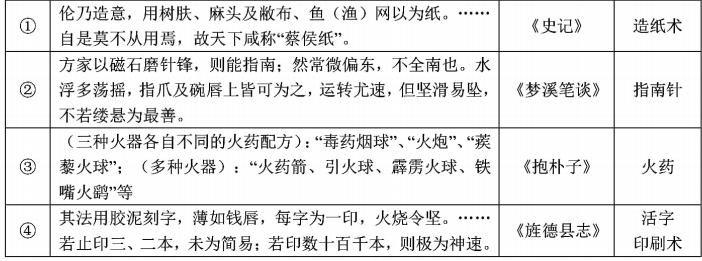 ① 伦乃造意，用树肤、麻头及敝布、鱼（渔）网以为纸。…… 《史记》 造纸术
自是莫不从用焉，故天下咸称“蔡侯纸”。
② 方家以磁石磨针锋，则能指南；然常微偏东，不全南也。水 《梦溪笔谈》 指南针
浮多荡摇，指爪及碗唇上皆可为之，运转尤速，但坚滑易坠，
不若缕悬为最善。
③ （三种火器各自不同的火药配方）：“毒药烟球”、“火炮”、“蒺 《抱朴子》 火药
藜火球”；（多种火器）：“火药箭、引火球、霹雳火球、铁
嘴火鹞”等
④ 其法用胶泥刻字，薄如钱唇，每字为一印，火烧令坚。…… 《旌德县志》 活字
若止印三、二本，未为简易；若印数十百千本，则极为神速。 印刷术